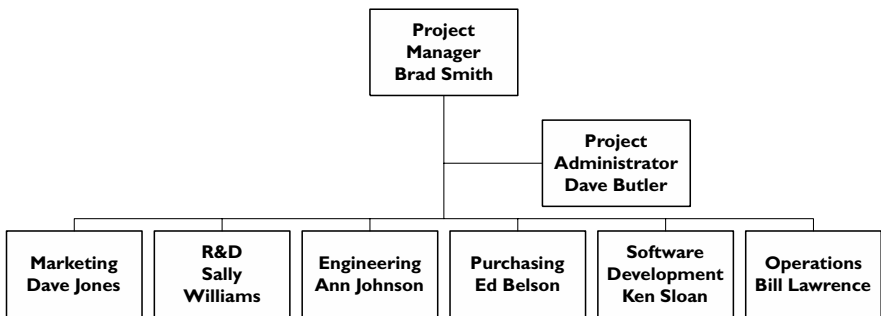 Project
Manager
Brad Smith
Project
Administrator
Dave Butler
Marketing
Dave Jones
R&D
Sally
Williams
Engineering
Ann Johnson
Purchasing
Ed Belson
Software
Development
Ken Sloan
Operations
Bill Lawrence